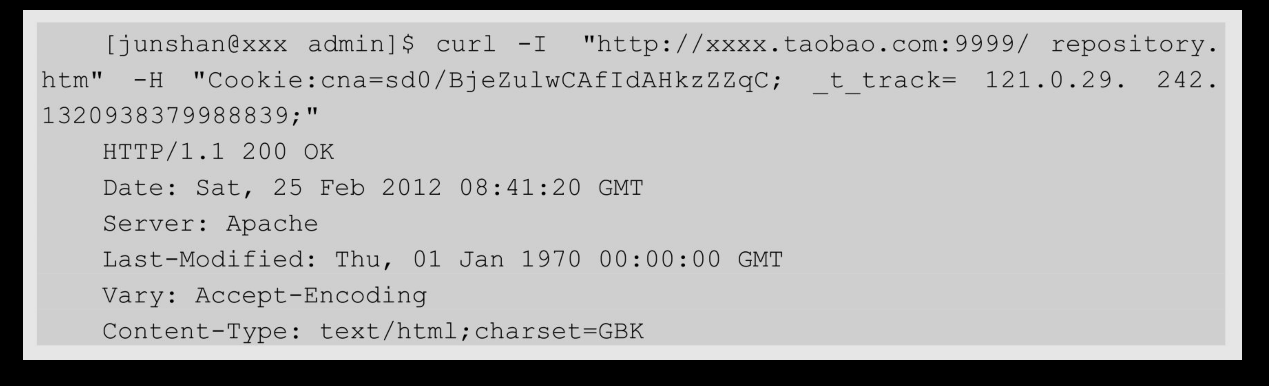 [junshan@xxx admin]$ curl -I "http://xxxx.taobao.com:9999/ repository.
htm" -H "Cookie:cna=sd0/BjeZulwCAfIdAHkzZZqC; _t_track= 121.0.29. 242.
1320938379988839;"
HTTP/1.1 200 OK
Date: Sat, 25 Feb 2012 08:41:20 GMT
Server: Apache
Last-Modified: Thu, 01 Jan 1970 00:00:00 GMT
Vary: Accept-Encoding
Content-Type: text/html;charset=GBK